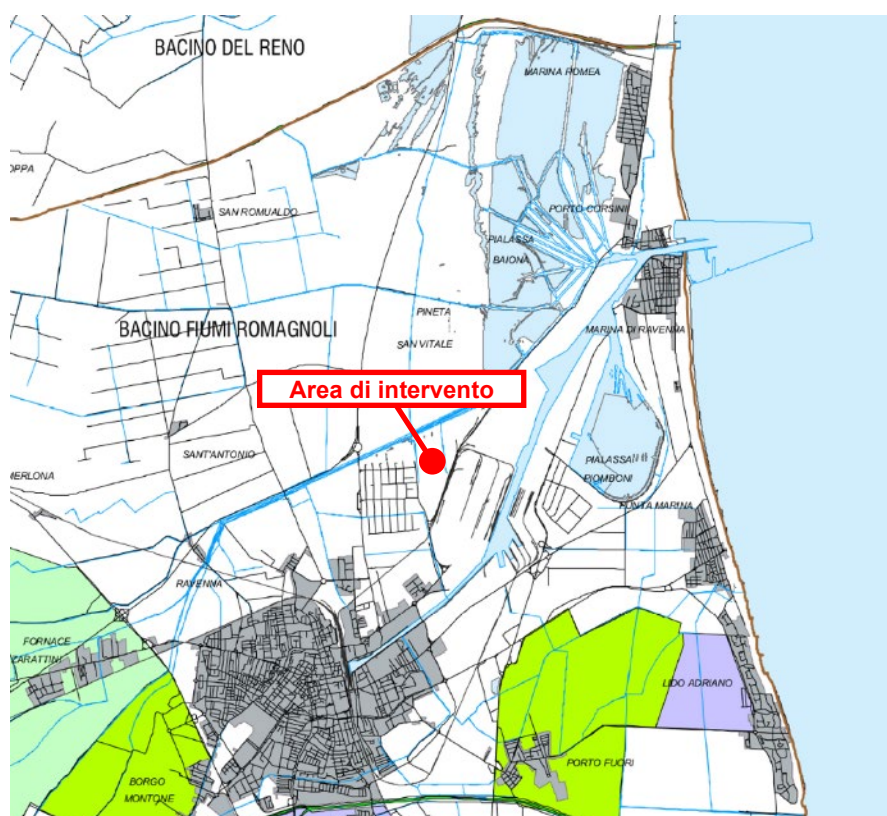 BACINO DEL RENO
MARINA ROMEA
OPPA
SAN ROMUALDO
PORTO CORSINI
PIALASSA
BAIONA
PINETA
BACINO FIUMI ROMAGNOLI
MARINA DI RAVENNA
SAN VITALE
Area di intervento
SANT'ANTONIO
PIALASSA
PIOMBONI
MERLONA
PUNTA MARINA
RAVENNA
FORNACE
ZARATTINI
LIDO ADRIANO
PORTO FUORI
BORGO
MONTONE